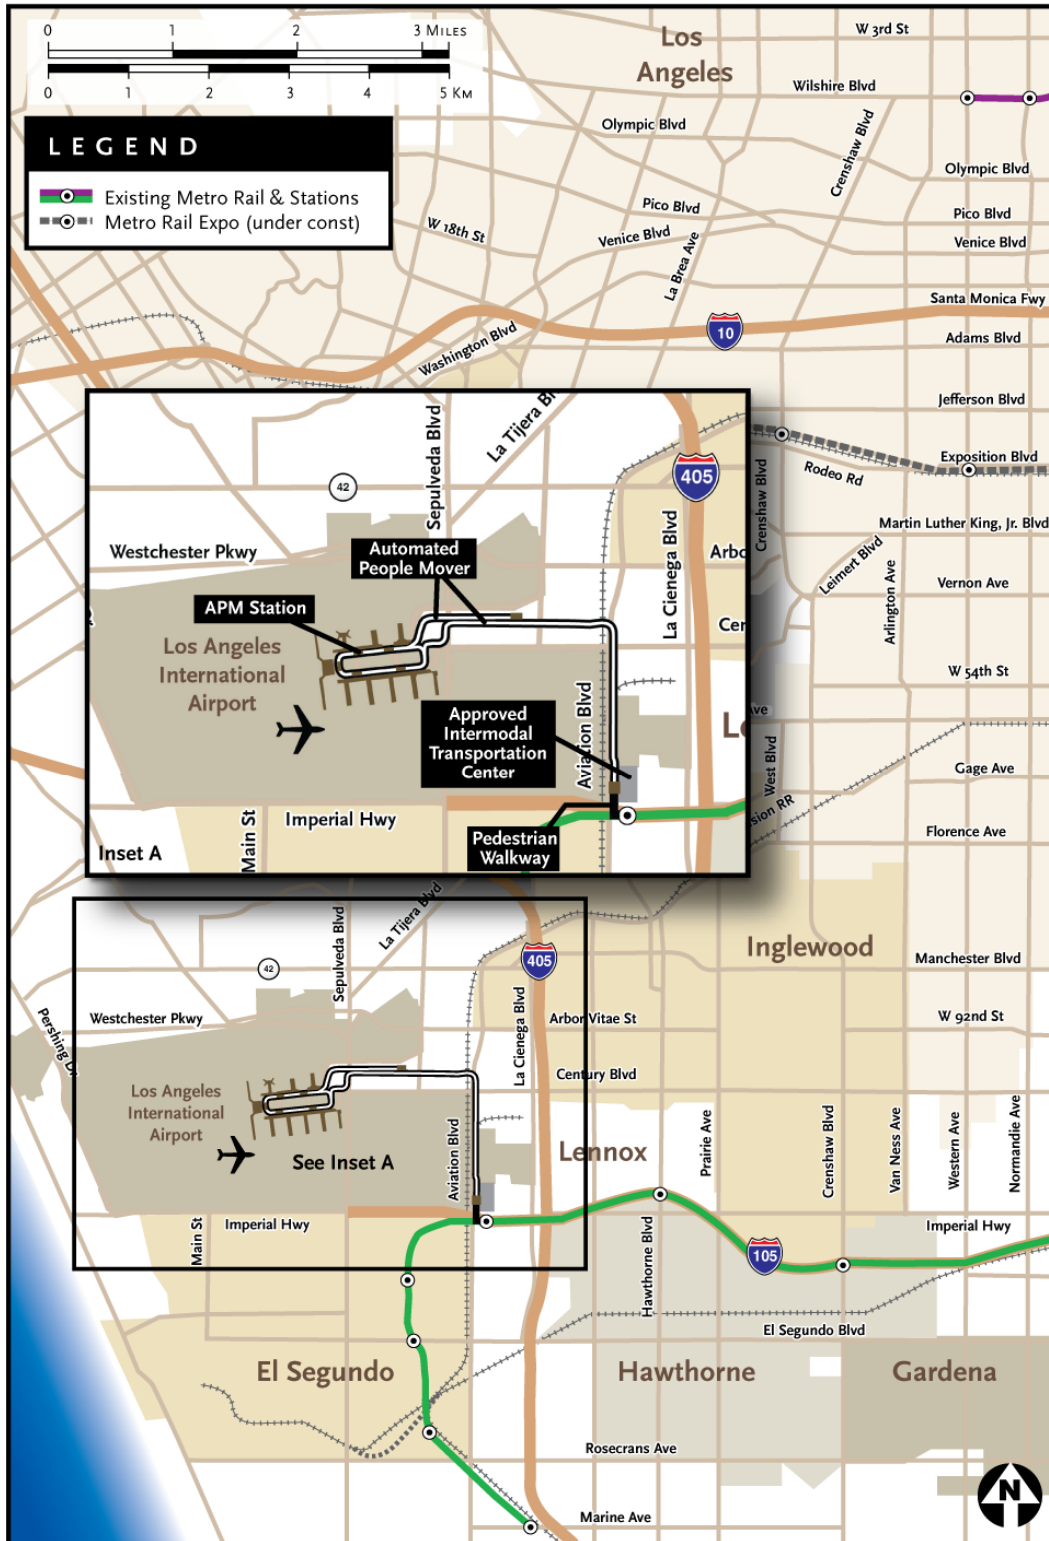 0 1 2 3 MILES
0 1 2 3 4 5 KM
LEGEND
Existing Metro Rail & Stations
Metro Rail Expo (under const)
Los
Angeles
W 3rd St
Wilshire Blvd
Olympic Blvd
Crenshaw Blvd
Olympic Blvd
Pico Blvd
Pico Blvd
W 18th St
Venice Blvd
Venice Blvd
La Brea Ave
Santa Monica Fwy
10
Washington Blvd
Adams Blvd
Jefferson Blvd
Exposition Blvd
Rodeo Rd
Crenshaw Blvd
Martin Luther King, Jr. Blvd
Leimert Blvd
Arlington Ave
Vernon Ave
W 54th St
Ave
West Blvd
Gage Ave
sion RR
Florence Ave
Sepulveda Blvd
La Tijera Bl
405
42
La Cienega Blvd
Westchester Pkwy
Automated
People Mover
Arbo
APM Station
Cen
Los Angeles
International
Airport
Approved
Intermodal
Transportation
Center
Aviation Blvd
Le
Imperial Hwy
Main St
Pedestrian
Walkway
Inset A
La Tijera Blvd
Sepulveda Blvd
405
Inglewood
Manchester Blvd
42
La Cienega Blvd
Pershing Dr
Westchester Pkwy
Arbor Vitae St
W 92nd St
Century Blvd
Los Angeles
International
Airport
See Inset A
Aviation Blvd
Lennox
Prairie Ave
Crenshaw Blvd
Van Ness Ave
Western Ave
Normandie Ave
Main St
Imperial Hwy
Hawthorne Blvd
105
Imperial Hwy
El Segundo Blvd
El Segundo
Hawthorne
Gardena
Rosecrans Ave
Marine Ave
N